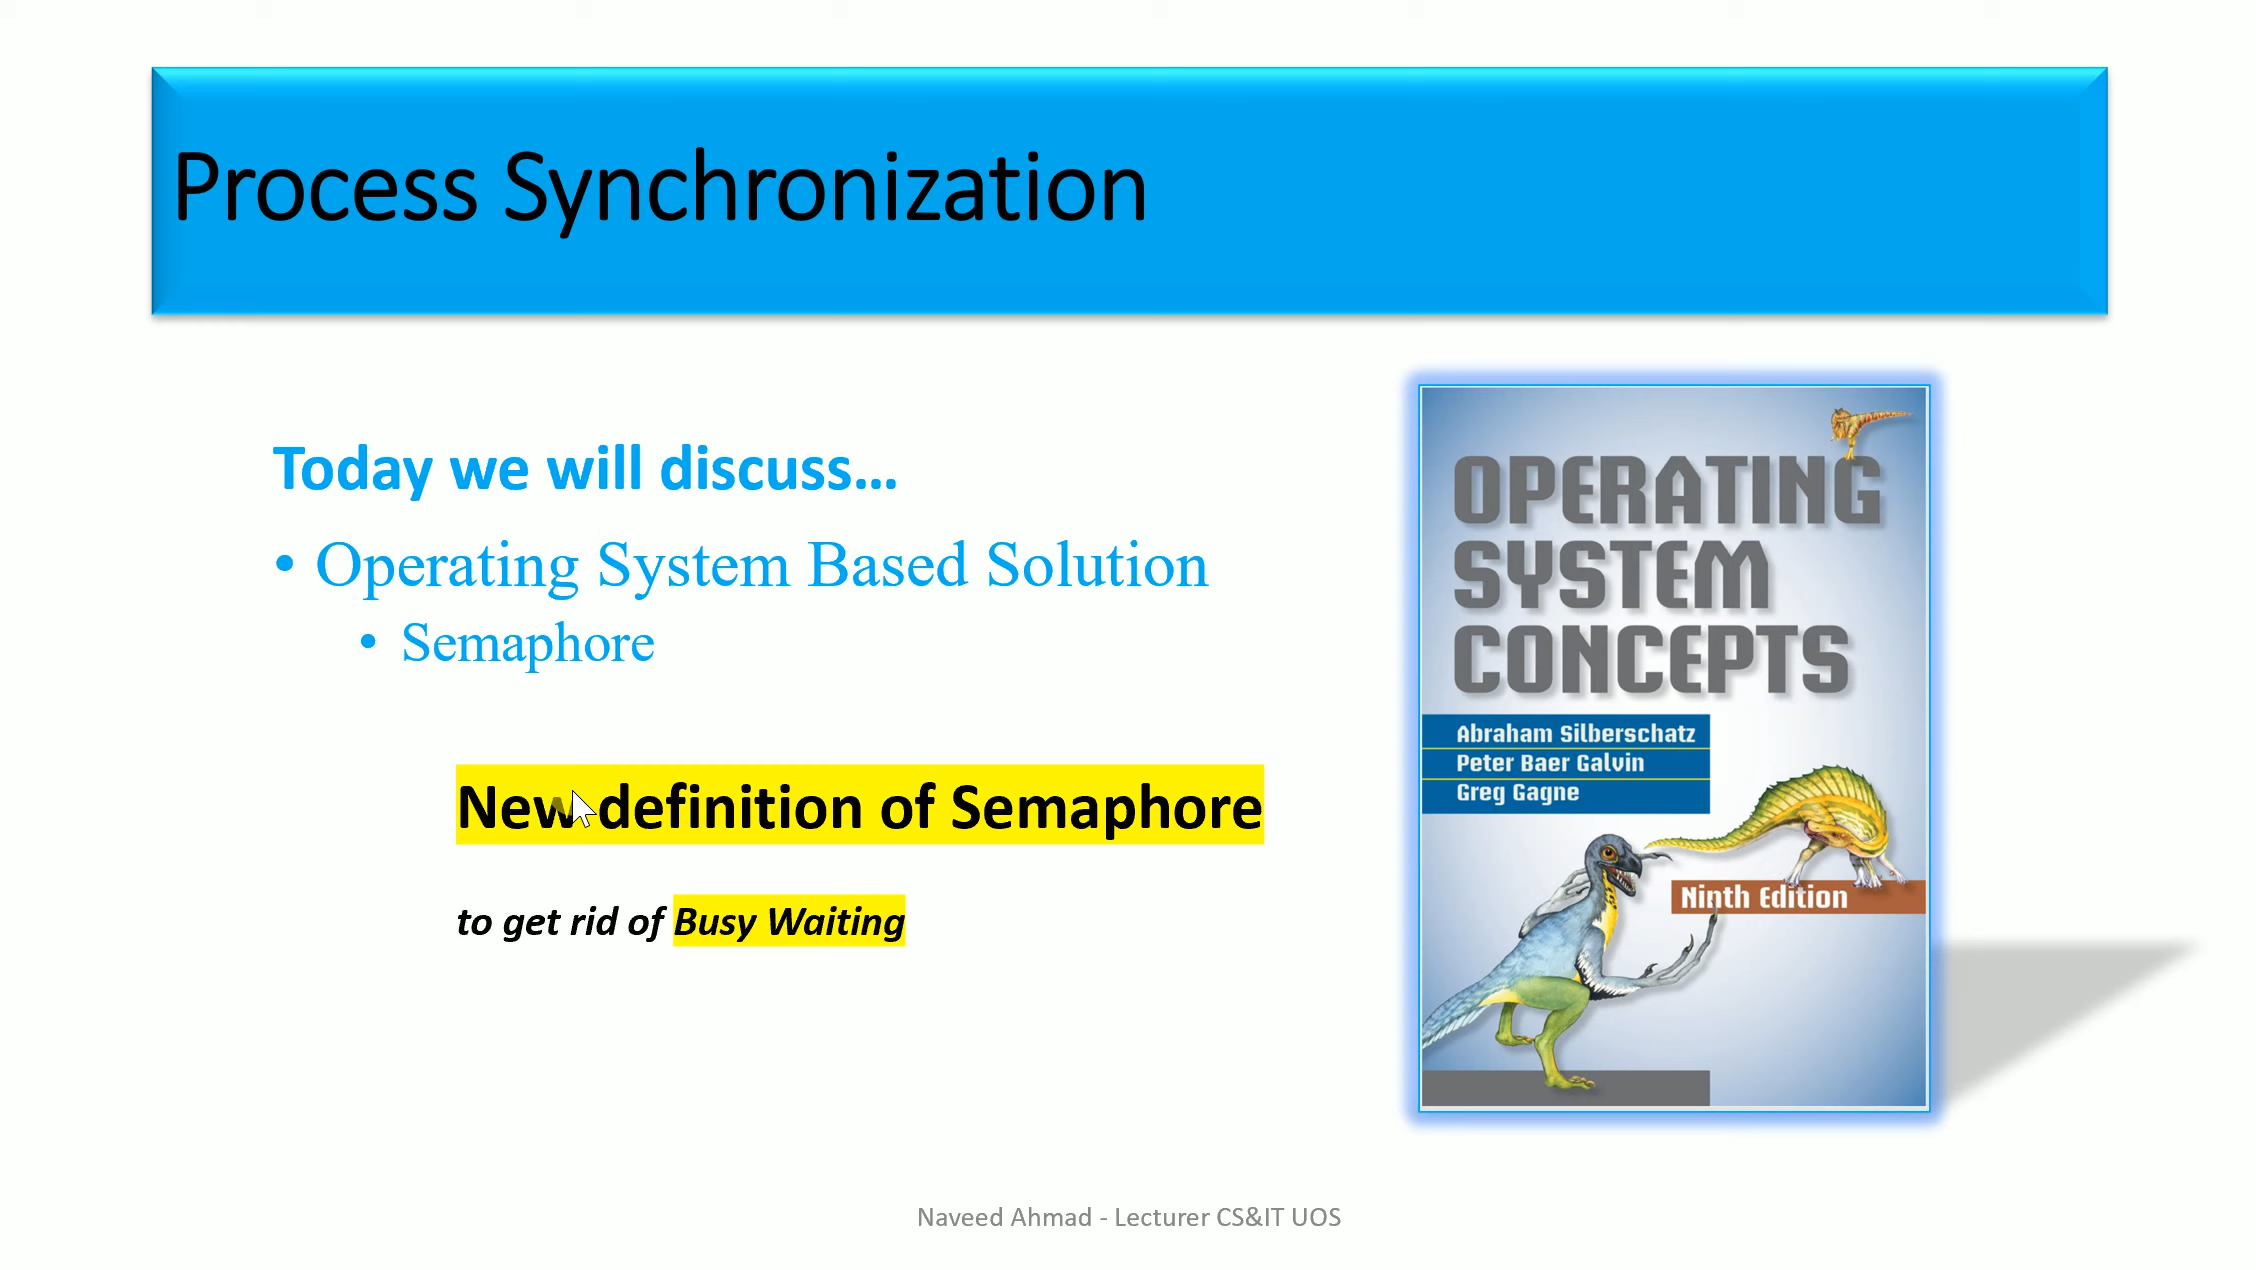 Process Synchronization
Today we will discuss...
• Operating System Based Solution
• Semaphore
New definition of Semaphore
to get rid of Busy Waiting
OPERATING
SYSTEM
CONCEPTS
Abraham Silberschatz
Peter Baer Galvin
Greg Gagne
Ninth Edition
Naveed Ahmad - Lecturer CS&IT UOS